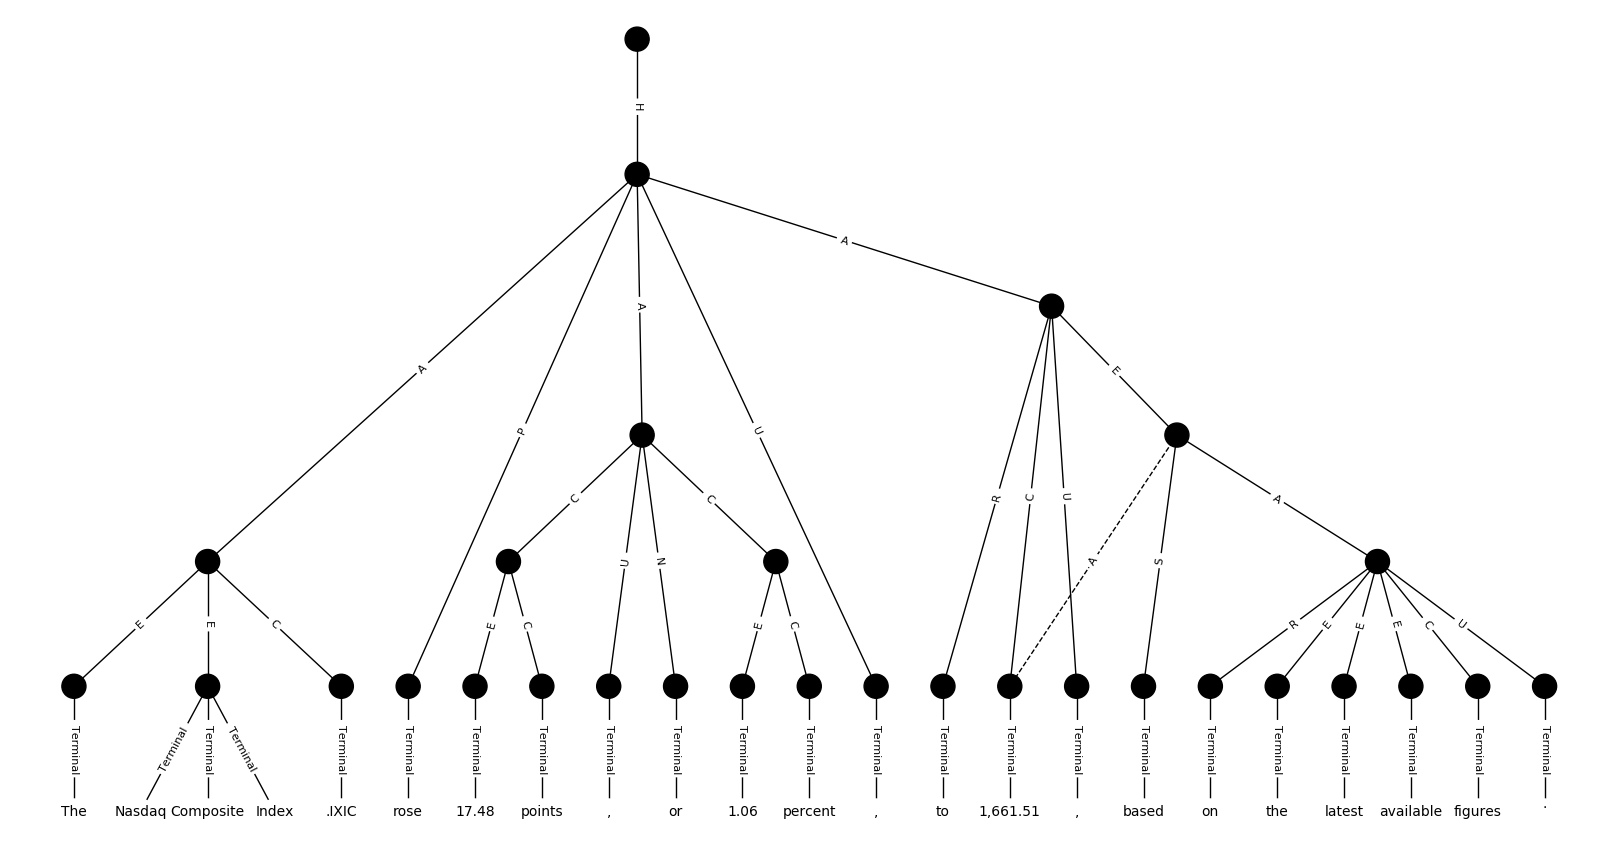 H
A
A
A
E
P
U
R
C
U
A
C
C
A
S
U
N
E
E
C
E
C
E
C
R
E
E
E
C
U
Terminal Terminal Terminal Terminal Terminal Terminal Terminal Terminal Terminal Terminal Terminal Terminal Terminal Terminal Terminal Terminal Terminal Terminal Terminal Terminal Terminal Terminal Terminal Terminal
The Nasdaq Composite Index .IXIC rose 17.48 points , or 1.06 percent , to 1,661.51 , based on the latest available figures .